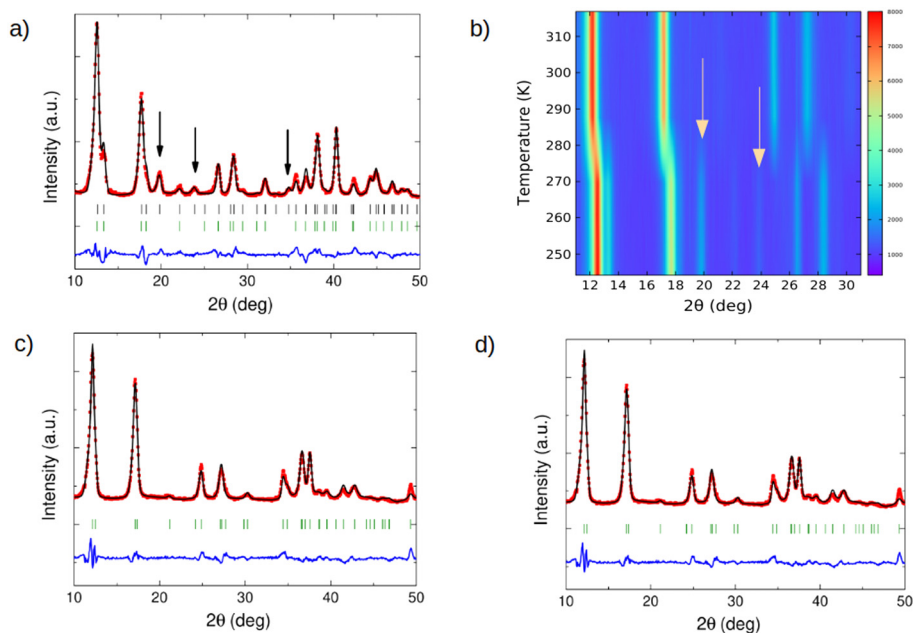 a)
Intensity (a.u.)
10 20 30 40 50
2θ (deg)
b)
Temperature (K)
310
300
290
280
270
260
250
12 14 16 18 20 22 24 26 28 30
2θ (deg)
8000
7000
6000
5000
4000
3000
2000
1000
c)
Intensity (a.u.)
10 20 30 40 50
2θ (deg)
d)
Intensity (a.u.)
10 20 30 40 50
2θ (deg)